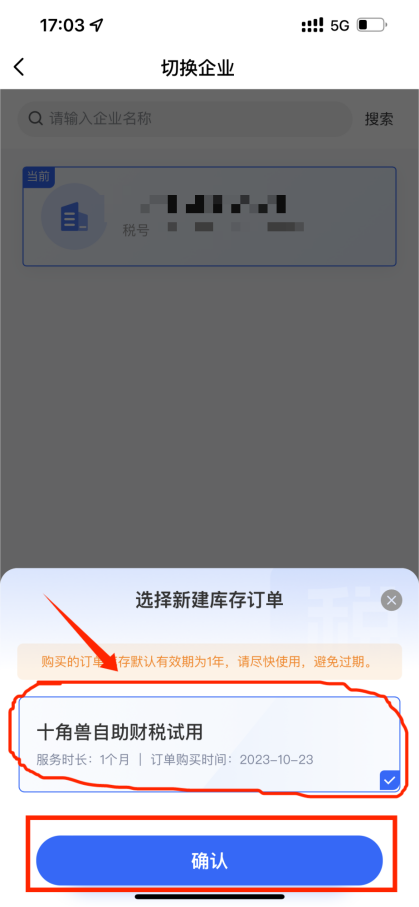 17:03
5G
切换企业
请输入企业名称
搜索
当前
税号
选择新建库存订单
购买的订单存默认有效期为1年，请尽快使用，避免过期。
十角兽自助财税试用
服务时长：1个月 | 订单购买时间：2023-10-23
确认